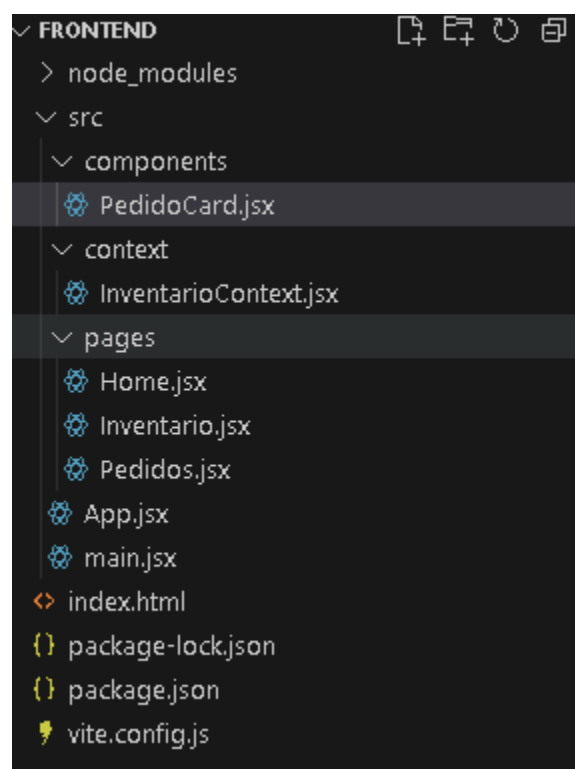 FRONTEND
node_modules
src
components
PedidoCard.jsx
context
InventarioContext.jsx
pages
Home.jsx
Inventario.jsx
Pedidos.jsx
App.jsx
main.jsx
index.html
{} package-lock.json
{} package.json
vite.config.js